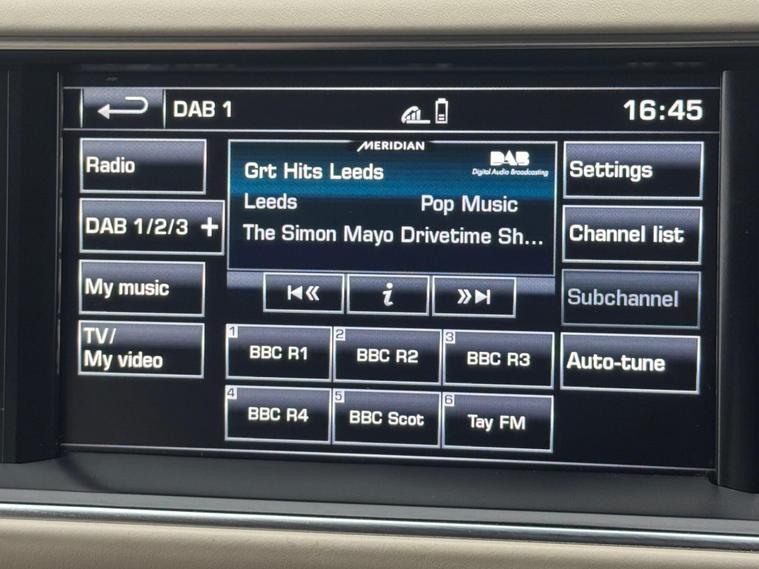 DAB 1
16:45
Radio
DAB 1/2/3 +
My music
TV/
My video
MERIDIAN
DAB
Digital Audio Broadcasting
Grt Hits Leeds
Leeds Pop Music
The Simon Mayo Drivetime Sh...
i
1 BBC R1
2 BBC R2
3 BBC R3
4 BBC R4
5 BBC Scot
6 Tay FM
Settings
Channel list
Subchannel
Auto-tune